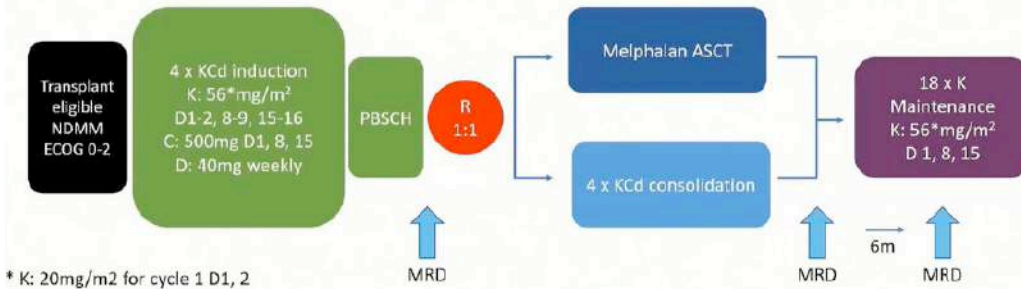 Transplant
eligible
NDMM
ECOG 0-2
4 x KCd induction
K: 56*mg/m²
D1-2, 8-9, 15-16
C: 500mg D1, 8, 15
D: 40mg weekly
PBSCH
R
1:1
Melphalan ASCT
4 x KCd consolidation
18 x K
Maintenance
K: 56*mg/m²
D 1, 8, 15
MRD
MRD
6m
MRD
* K: 20mg/m2 for cycle 1 D1, 2